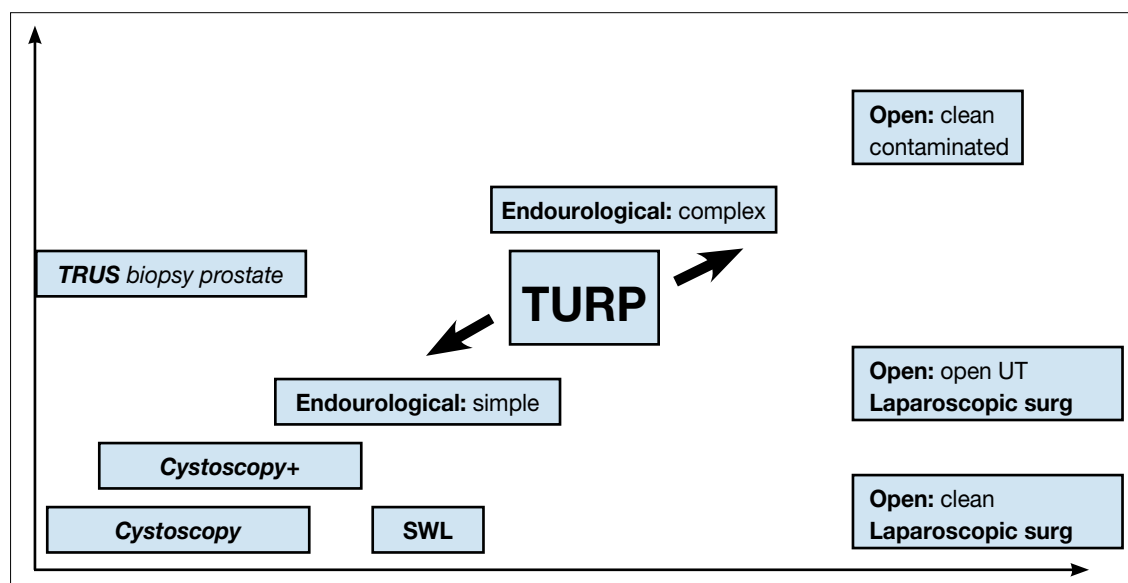 Open: clean
contaminated
Endourological: complex
TRUS biopsy prostate
TURP
Open: open UT
Laparoscopic surg
Endourological: simple
Cystoscopy+
Cystoscopy
SWL
Open: clean
Laparoscopic surg